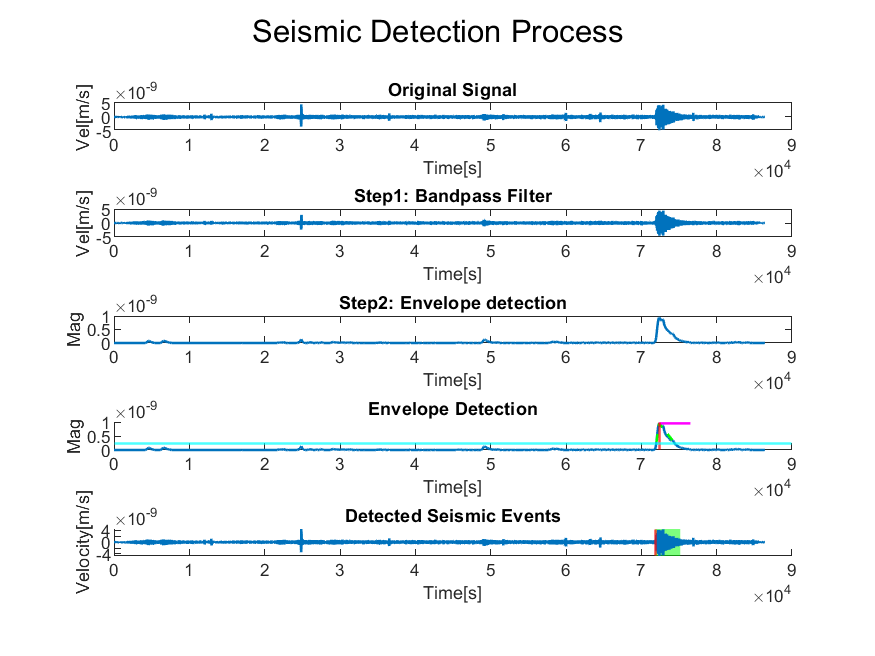 Seismic Detection Process
Original Signal
×10-9
Vel[m/s]
5
0
-5
0 1 2 3 4 5 6 7 8 9
Time[s]
×104
Step1: Bandpass Filter
×10-9
Vel[m/s]
5
0
-5
0 1 2 3 4 5 6 7 8 9
Time[s]
×104
Step2: Envelope detection
×10-9
Mag
1
0.5
0
0 1 2 3 4 5 6 7 8 9
Time[s]
×104
Envelope Detection
×10-9
Mag
1
0.5
0
0 1 2 3 4 5 6 7 8 9
Time[s]
×104
Detected Seismic Events
×10-9
Velocity[m/s]
4
0
-4
0 1 2 3 4 5 6 7 8 9
Time[s]
×104